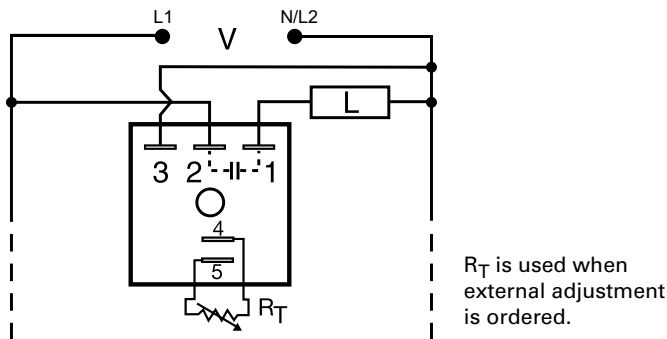 L1
V
N/L2
L
3
2
1
4
5
RT
RT is used when
external adjustment
is ordered.